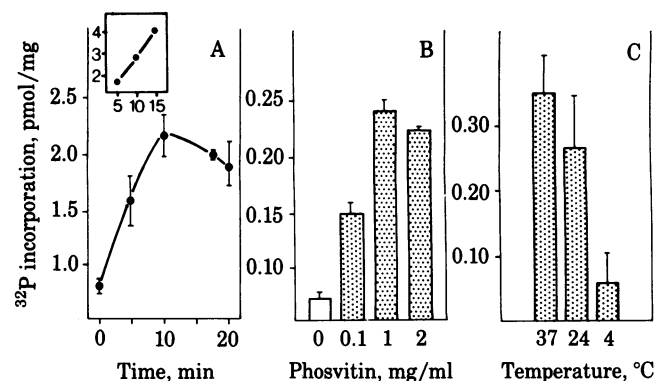 A
B
C
4
3
2
5 10 15
³²P incorporation, pmol/mg
2.5
2.0
1.5
1.0
0 10 20
Time, min
0.25
0.20
0.15
0.10
0 0.1 1 2
Phosvitin, mg/ml
0.30
0.20
0.10
37 24 4
Temperature, °C